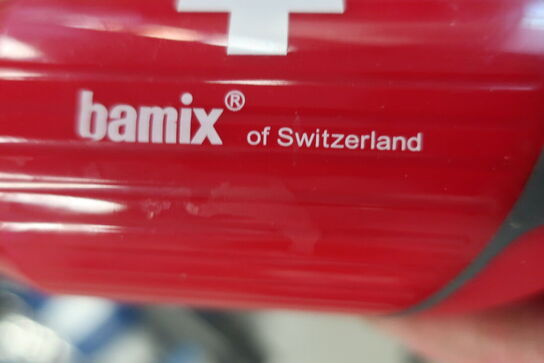 bamix® of Switzerland